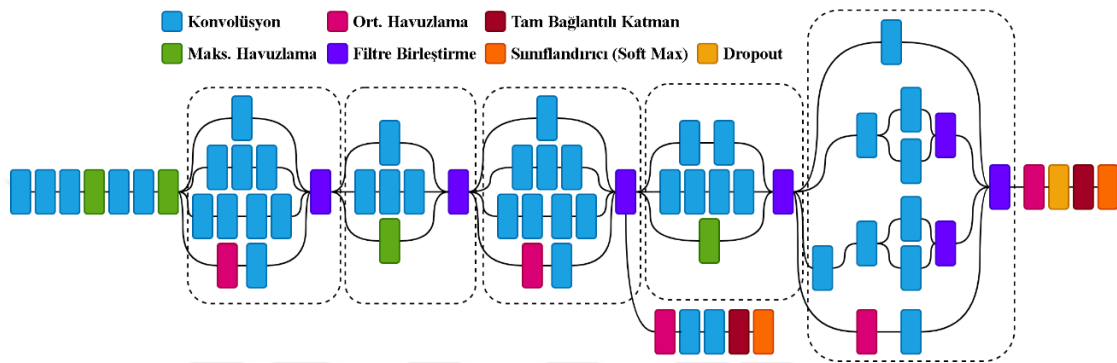 Konvolüsyon Ort. Havuzlama Tam Bağlantılı Katman
Maks. Havuzlama Filtre Birleştirme Sınıflandırıcı (Soft Max) Dropout